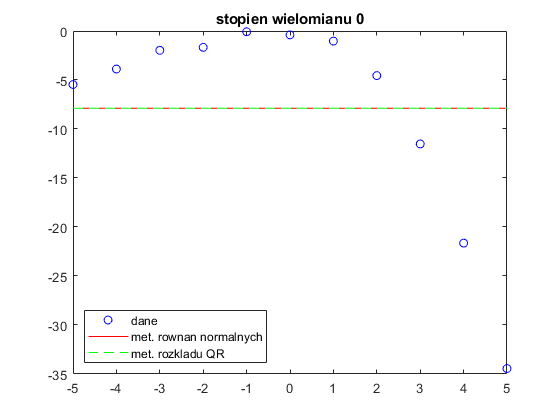 stopien wielomianu 0
0
-5
-10
-15
-20
-25
-30
-35
dane
met. rownan normalnych
met. rozkladu QR
-5 -4 -3 -2 -1 0 1 2 3 4 5